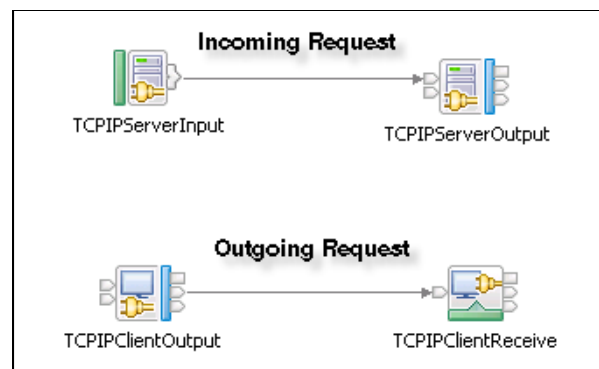 Incoming Request
TCPIPServerInput
TCPIPServerOutput
Outgoing Request
TCPIPClientOutput
TCPIPClientReceive